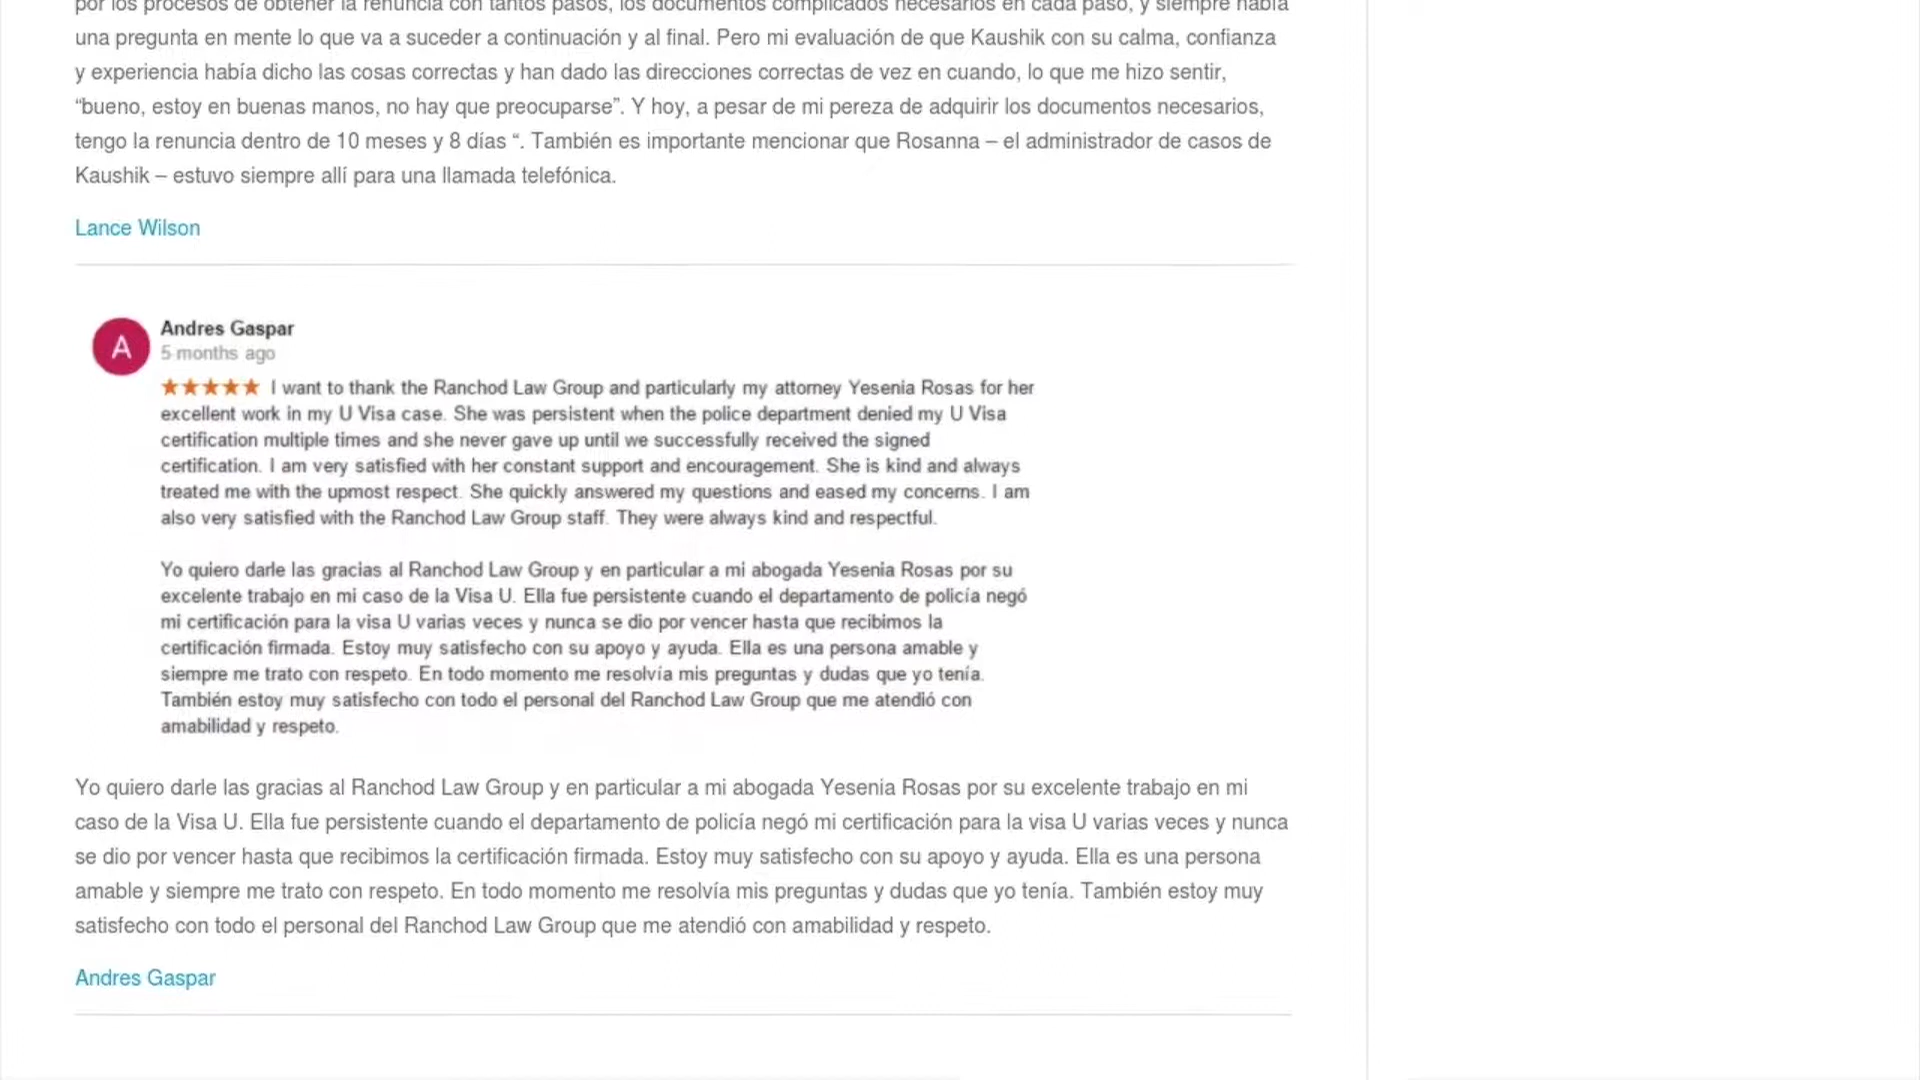 por los procesos de obtener la renuncia con tantos pasos, los documentos complicados necesarios en cada paso, y siempre había
una pregunta en mente lo que va a suceder a continuación y al final. Pero mi evaluación de que Kaushik con su calma, confianza
y experiencia había dicho las cosas correctas y han dado las direcciones correctas de vez en cuando, lo que me hizo sentir,
“bueno, estoy en buenas manos, no hay que preocuparse”. Y hoy, a pesar de mi pereza de adquirir los documentos necesarios,
tengo la renuncia dentro de 10 meses y 8 días “. También es importante mencionar que Rosanna – el administrador de casos de
Kaushik – estuvo siempre allí para una llamada telefónica.
Lance Wilson
A
Andres Gaspar
5 months ago
★★★★★ I want to thank the Ranchod Law Group and particularly my attorney Yesenia Rosas for her
excellent work in my U Visa case. She was persistent when the police department denied my U Visa
certification multiple times and she never gave up until we successfully received the signed
certification. I am very satisfied with her constant support and encouragement. She is kind and always
treated me with the upmost respect. She quickly answered my questions and eased my concerns. I am
also very satisfied with the Ranchod Law Group staff. They were always kind and respectful.
Yo quiero darle las gracias al Ranchod Law Group y en particular a mi abogada Yesenia Rosas por su
excelente trabajo en mi caso de la Visa U. Ella fue persistente cuando el departamento de policía negó
mi certificación para la visa U varias veces y nunca se dio por vencer hasta que recibimos la
certificación firmada. Estoy muy satisfecho con su apoyo y ayuda. Ella es una persona amable y
siempre me trato con respeto. En todo momento me resolvía mis preguntas y dudas que yo tenía.
También estoy muy satisfecho con todo el personal del Ranchod Law Group que me atendió con
amabilidad y respeto.
Yo quiero darle las gracias al Ranchod Law Group y en particular a mi abogada Yesenia Rosas por su excelente trabajo en mi
caso de la Visa U. Ella fue persistente cuando el departamento de policía negó mi certificación para la visa U varias veces y nunca
se dio por vencer hasta que recibimos la certificación firmada. Estoy muy satisfecho con su apoyo y ayuda. Ella es una persona
amable y siempre me trato con respeto. En todo momento me resolvía mis preguntas y dudas que yo tenía. También estoy muy
satisfecho con todo el personal del Ranchod Law Group que me atendió con amabilidad y respeto.
Andres Gaspar